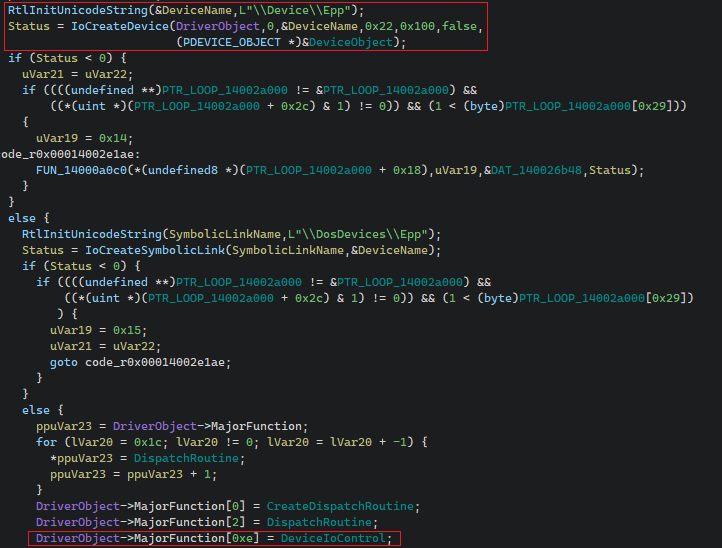 RtlInitUnicodeString(&DeviceName,L"\\Device\\Epp");
Status = IoCreateDevice(DriverObject,0,&DeviceName,0x22,0x100,false,
(PDEVICE_OBJECT *)&DeviceObject);
if (Status < 0) {
uVar21 = uVar22;
if ((((undefined **)PTR_LOOP_14002a000 != &PTR_LOOP_14002a000) &&
((*(uint *)(PTR_LOOP_14002a000 + 0x2c) & 1) != 0)) && (1 < (byte)PTR_LOOP_14002a000[0x29]))
{
uVar19 = 0x14;
code_r0x00014002e1ae:
FUN_14000a0c0(*(undefined8 *)(PTR_LOOP_14002a000 + 0x18),uVar19,&DAT_140026b48,Status);
}
}
else {
RtlInitUnicodeString(SymbolicLinkName,L"\\DosDevices\\Epp");
Status = IoCreateSymbolicLink(SymbolicLinkName,&DeviceName);
if (Status < 0) {
if ((((undefined **)PTR_LOOP_14002a000 != &PTR_LOOP_14002a000) &&
((*(uint *)(PTR_LOOP_14002a000 + 0x2c) & 1) != 0)) && (1 < (byte)PTR_LOOP_14002a000[0x29])
) {
uVar19 = 0x15;
uVar21 = uVar22;
goto code_r0x00014002e1ae;
}
}
else {
ppuVar23 = DriverObject->MajorFunction;
for (lVar20 = 0x1c; lVar20 != 0; lVar20 = lVar20 + -1) {
*ppuVar23 = DispatchRoutine;
ppuVar23 = ppuVar23 + 1;
}
DriverObject->MajorFunction[0] = CreateDispatchRoutine;
DriverObject->MajorFunction[2] = DispatchRoutine;
DriverObject->MajorFunction[0xe] = DeviceIoControl;